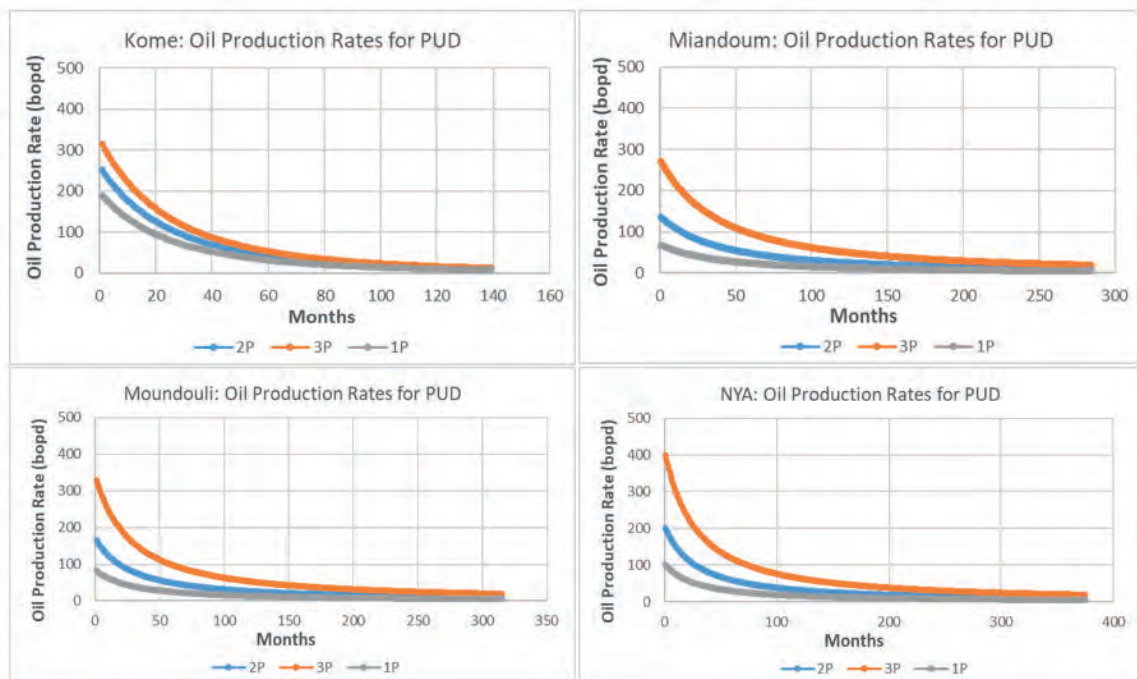 Kome: Oil Production Rates for PUD
Oil Production Rate (bopd)
500
400
300
200
100
0
0 20 40 60 80 100 120 140 160
Months
2P 3P 1P
Miandoum: Oil Production Rates for PUD
Oil Production Rate (bopd)
500
400
300
200
100
0
0 50 100 150 200 250 300
Months
2P 3P 1P
Moundouli: Oil Production Rates for PUD
Oil Production Rate (bopd)
500
400
300
200
100
0
0 50 100 150 200 250 300 350
Months
2P 3P 1P
NYA: Oil Production Rates for PUD
Oil Production Rate (bopd)
500
400
300
200
100
0
0 100 200 300 400
Months
2P 3P 1P